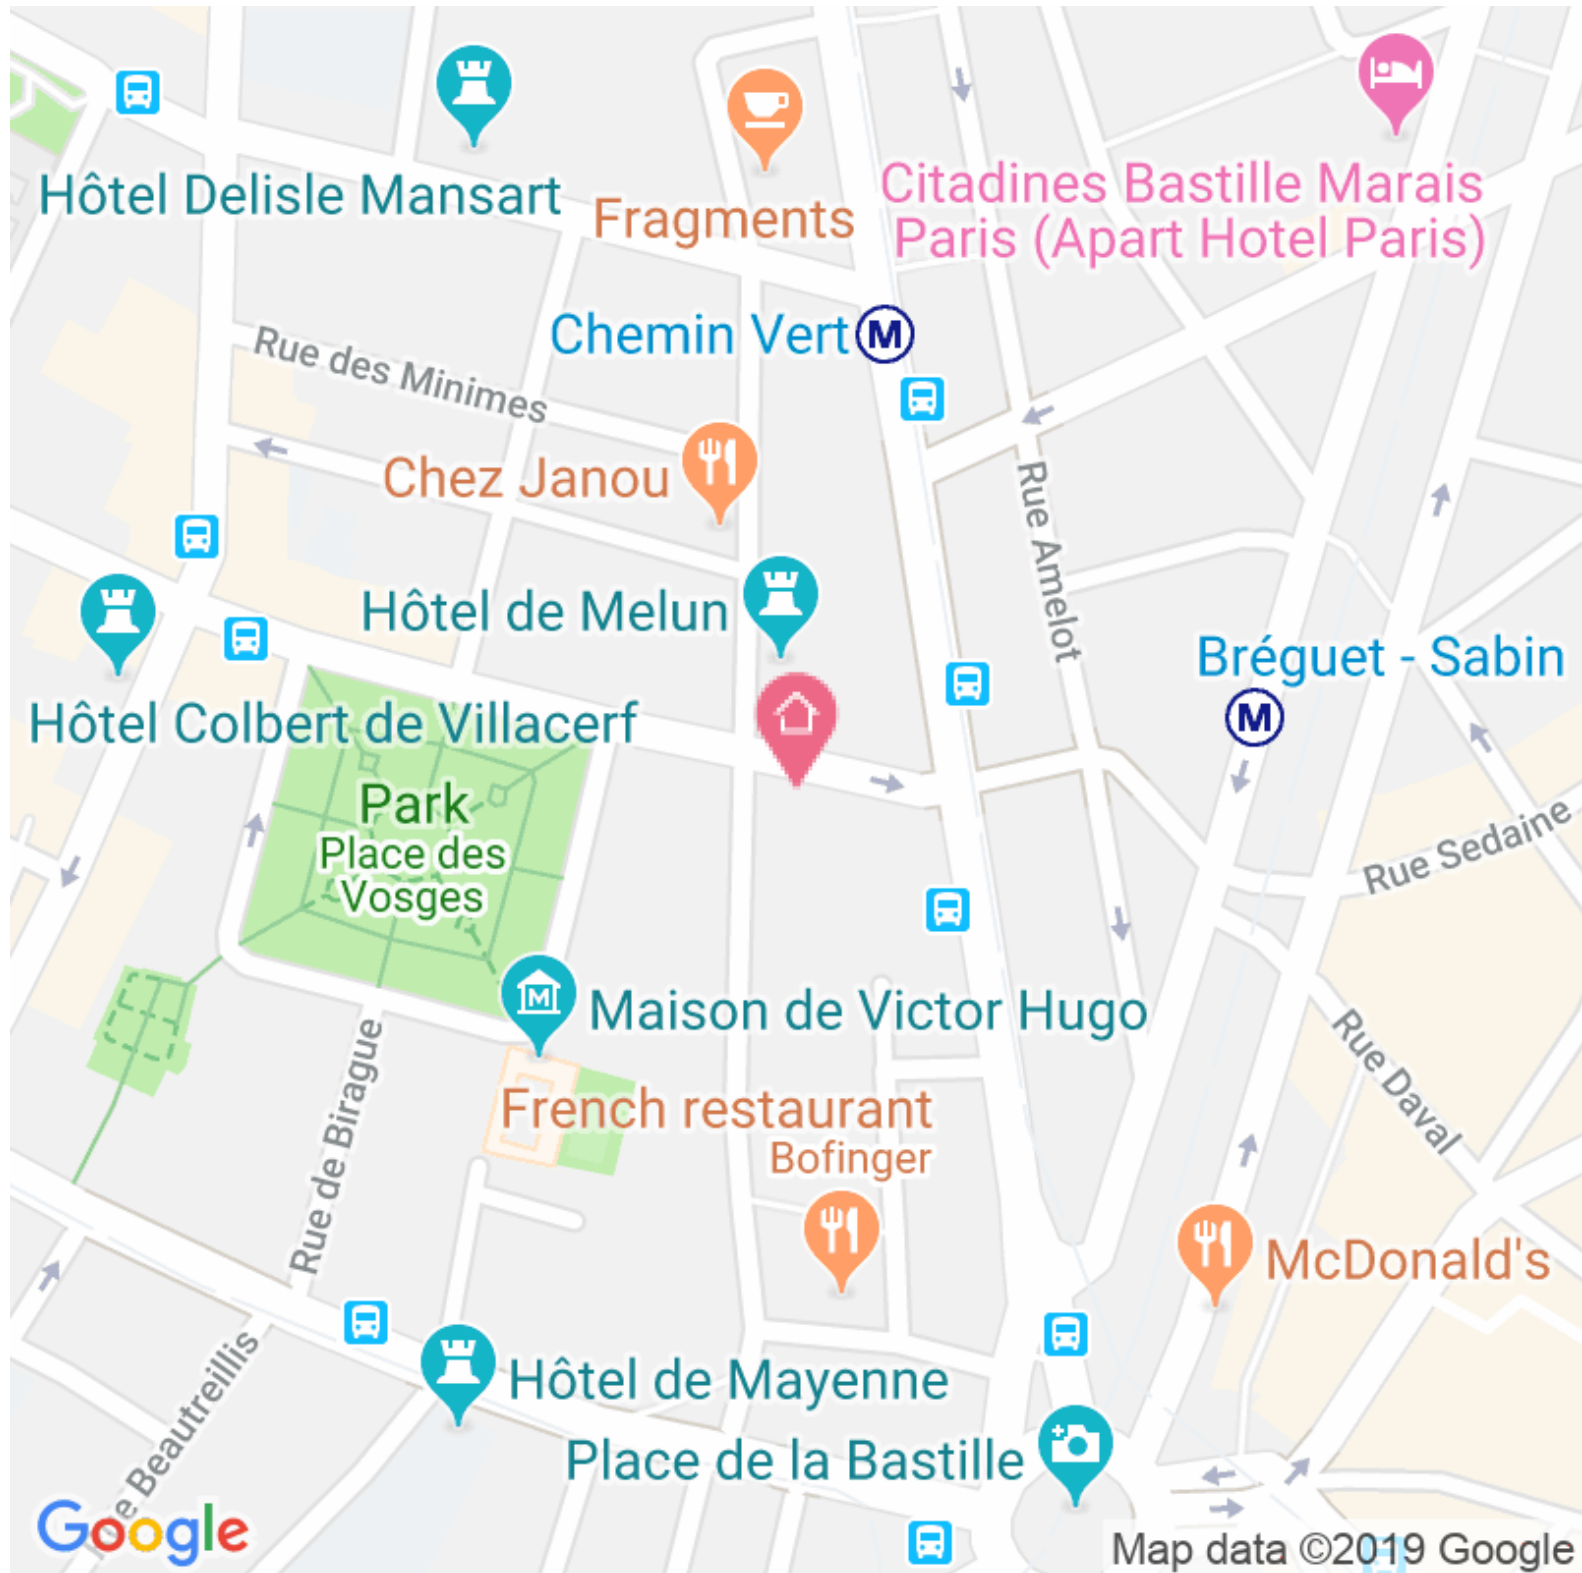 Hôtel Delisle Mansart
Fragments
Citadines Bastille Marais
Paris (Apart Hotel Paris)
Chemin Vert
M
Rue des Minimes
Chez Janou
Rue Amelot
Hôtel de Melun
Bréguet - Sabin
M
Hôtel Colbert de Villacerf
Park
Place des
Vosges
Rue Sedaine
M
Maison de Victor Hugo
Rue de Birague
French restaurant
Bofinger
Rue Daval
McDonald's
Hôtel de Mayenne
Beautreillis
Place de la Bastille
Google
Map data ©2019 Google